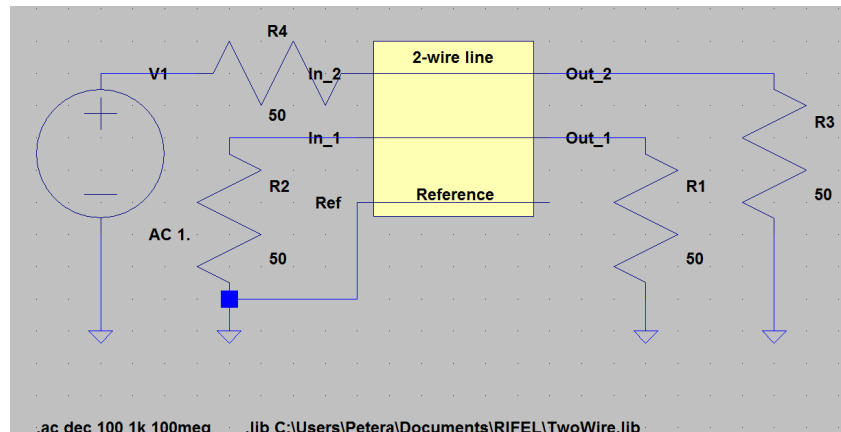 R4
2-wire line
V1
In_2
Out_2
50
R3
In_1
Out_1
R2
R1
Ref
Reference
50
AC 1.
50
50
.ac dec 100 1k 100meg
.lib C:\Users\Petera\Documents\RIFEL\TwoWire.lib